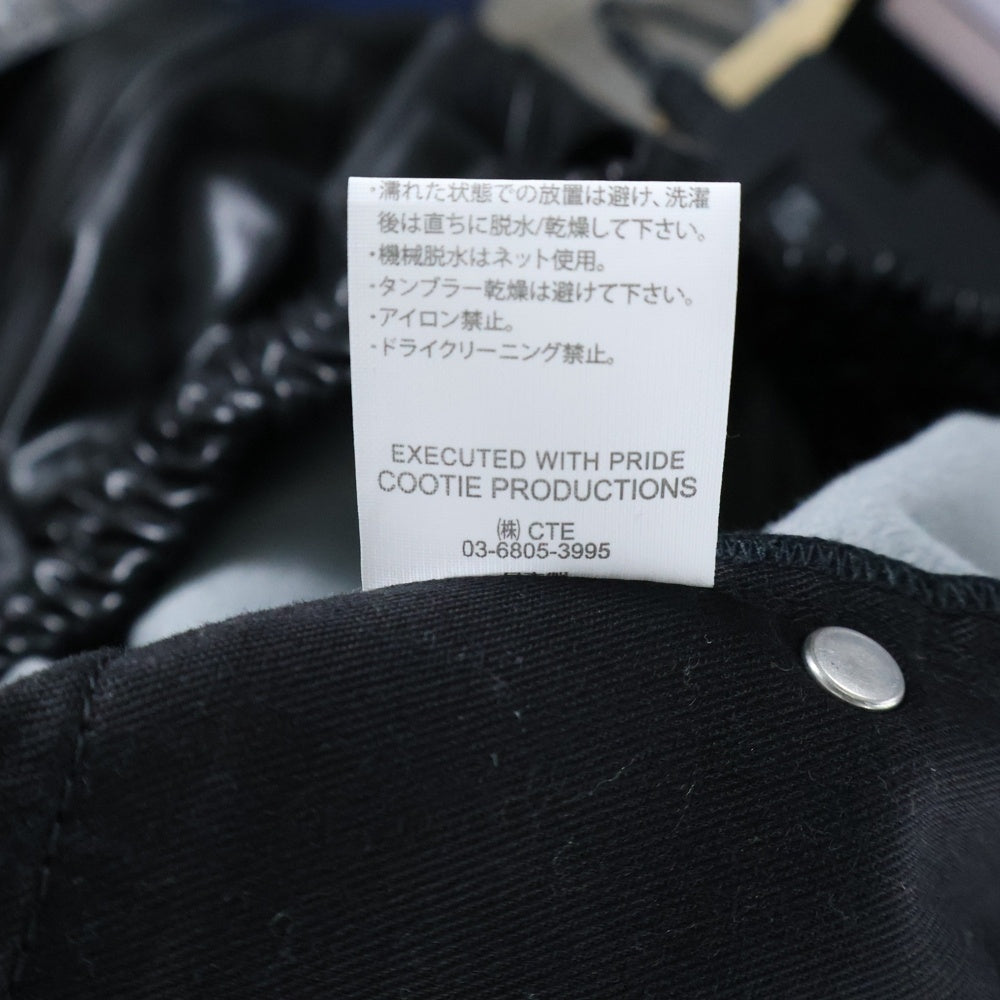 ・濡れた状態での放置は避け、洗濯
後は直ちに脱水/乾燥して下さい。
・機械脱水はネット使用。
・タンブラー乾燥は避けて下さい。
・アイロン禁止。
・ドライクリーニング禁止。
EXECUTED WITH PRIDE
COOTIE PRODUCTIONS
㈱ CTE
03-6805-3995